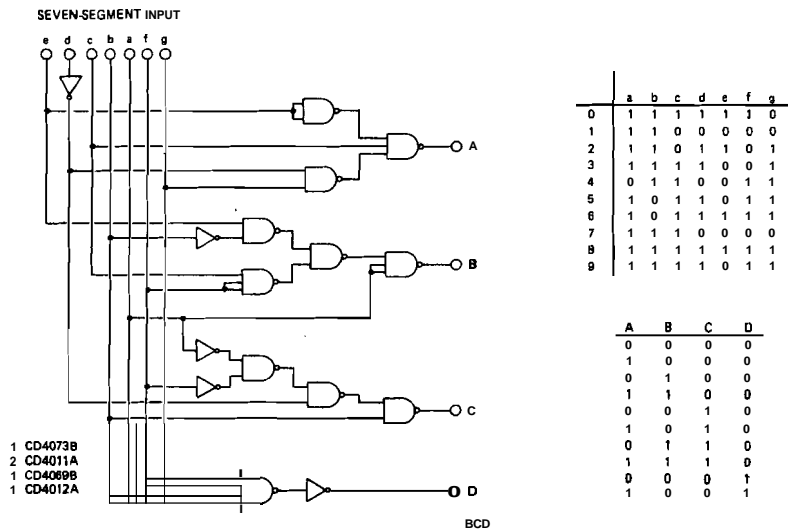 SEVEN-SEGMENT INPUT
e d c b a f g
A
B
C
D
BCD
1 CD4073B
2 CD4011A
1 CD4069B
1 CD4012A
a b c d e f g
0 1 1 1 1 1 1 0
1 1 1 0 0 0 0 0
2 1 1 0 1 1 0 1
3 1 1 1 1 0 0 1
4 0 1 1 0 0 1 1
5 1 0 1 1 0 1 1
6 1 0 1 1 1 1 1
7 1 1 1 0 0 0 0
8 1 1 1 1 1 1 1
9 1 1 1 1 0 1 1
A B C D
0 0 0 0
1 0 0 0
0 1 0 0
1 1 0 0
0 0 1 0
1 0 1 0
0 1 1 0
1 1 1 0
0 0 0 1
1 0 0 1